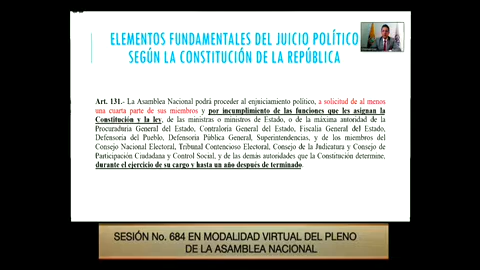 ELEMENTOS FUNDAMENTALES DEL JUICIO POLÍTICO
SEGÚN LA CONSTITUCIÓN DE LA REPÚBLICA
Art. 131.- La Asamblea Nacional podrá proceder al enjuiciamiento político, a solicitud de al menos
una cuarta parte de sus miembros y por incumplimiento de las funciones que les asignan la
Constitución y la ley, de las ministras o ministros de Estado, o de la máxima autoridad de la
Procuraduría General del Estado, Contraloría General del Estado, Fiscalía General del Estado,
Defensoría del Pueblo, Defensoría Pública General, Superintendencias, y de los miembros del
Consejo Nacional Electoral, Tribunal Contencioso Electoral, Consejo de la Judicatura y Consejo de
Participación Ciudadana y Control Social, y de las demás autoridades que la Constitución determine,
durante el ejercicio de su cargo y hasta un año después de terminado.
SESIÓN No. 684 EN MODALIDAD VIRTUAL DEL PLENO
DE LA ASAMBLEA NACIONAL